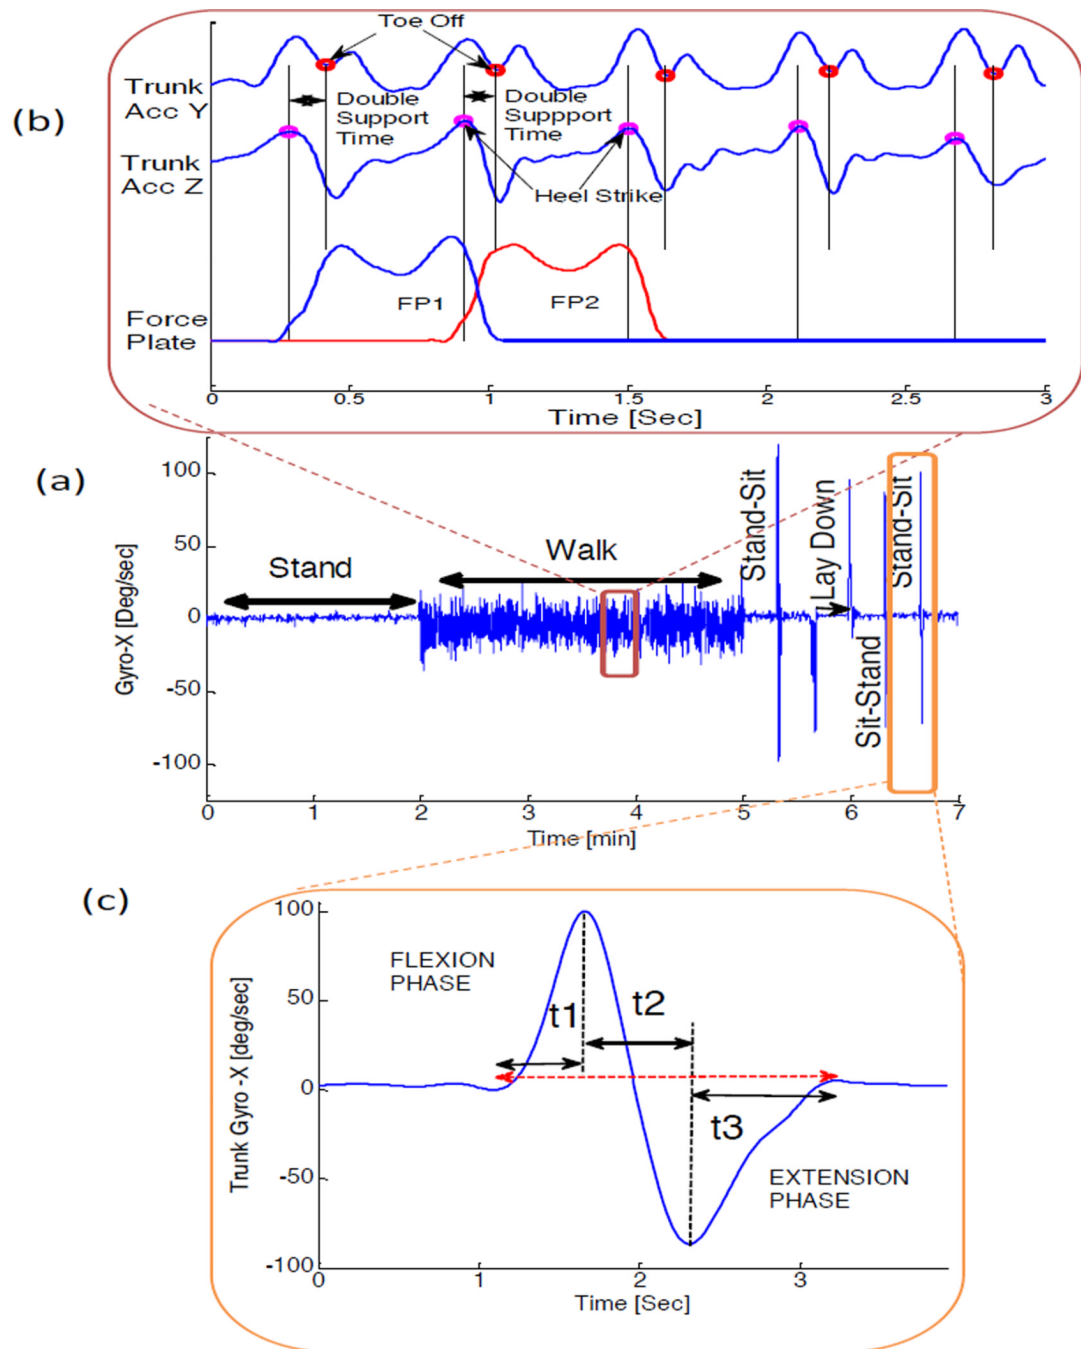 Toe Off
Trunk
Acc Y
Double
Support
Time
Double
Suppport
Time
(b)
Trunk
Acc Z
Heel Strike
FP1
FP2
Force
Plate
0
0.5
1
1.5
2
2.5
3
Time [Sec]
(a)
100
50
0
-50
-100
Gyro-X [Deg/sec]
Stand
Walk
Stand-Sit
Lay Down
Sit-Stand
Stand-Sit
0
1
2
3
4
5
6
7
Time [min]
(c)
100
50
0
-50
-100
Trunk Gyro -X [deg/sec]
FLEXION
PHASE
t1
t2
t3
EXTENSION
PHASE
0
1
2
3
Time [Sec]